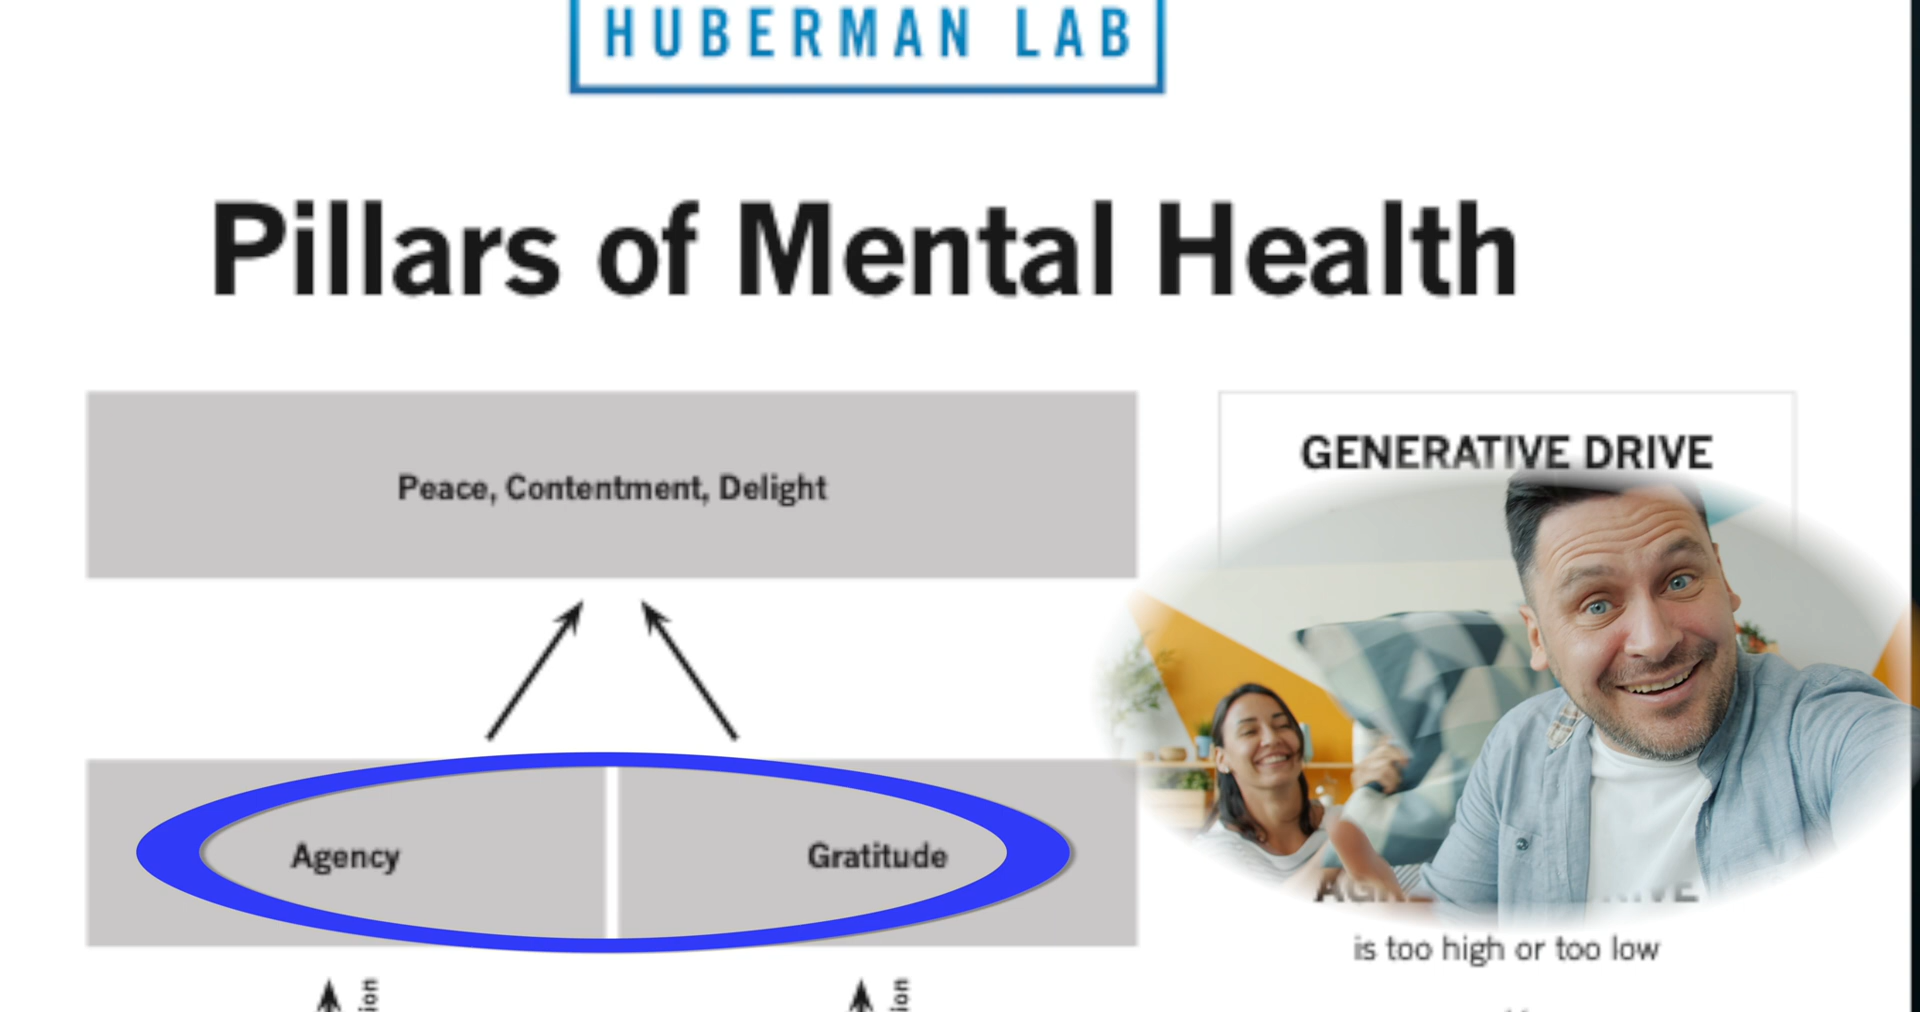 HUBERMAN LAB
Pillars of Mental Health
Peace, Contentment, Delight
Agency
Gratitude
GENERATIVE DRIVE
is too high or too low